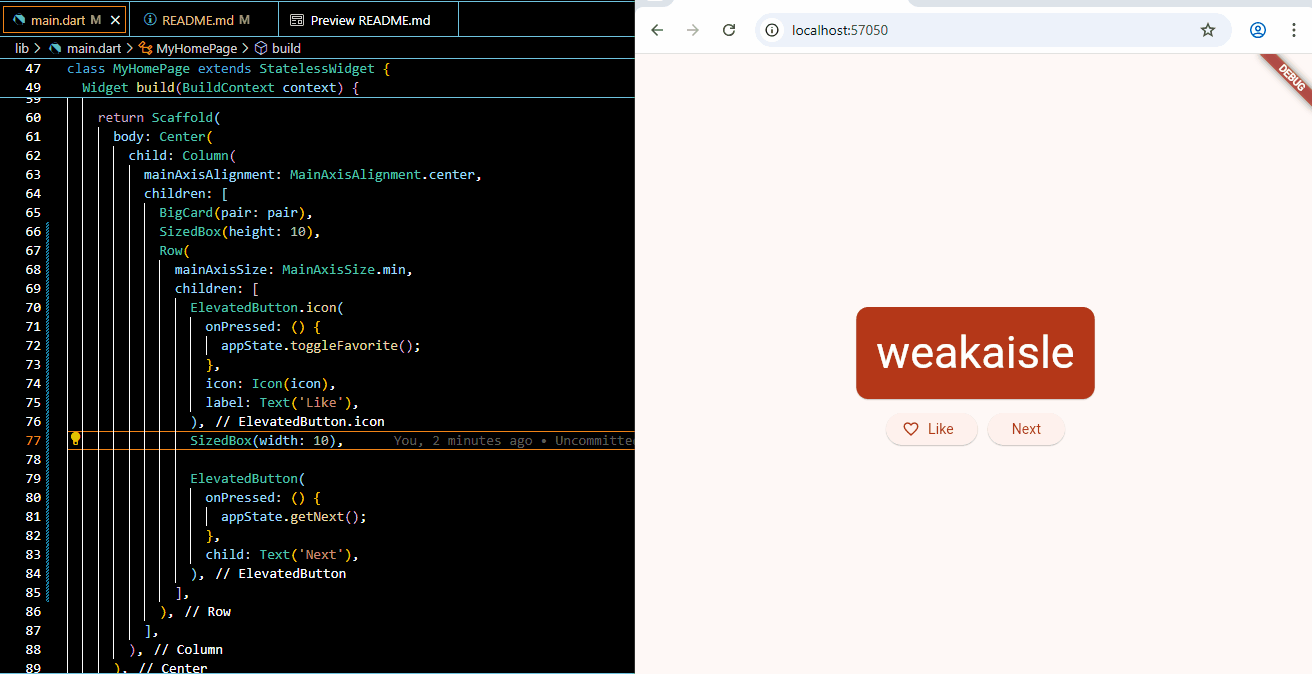 main.dart M README.md M Preview README.md
lib > main.dart > MyHomePage > build
47 class MyHomePage extends StatelessWidget {
49 Widget build(BuildContext context) {
59
60 return Scaffold(
61 body: Center(
62 child: Column(
63 mainAxisAlignment: MainAxisAlignment.center,
64 children: [
65 BigCard(pair: pair),
66 SizedBox(height: 10),
67 Row(
68 mainAxisSize: MainAxisSize.min,
69 children: [
70 ElevatedButton.icon(
71 onPressed: () {
72 appState.toggleFavorite();
73 },
74 icon: Icon(icon),
75 label: Text('Like'),
76 ), // ElevatedButton.icon
77 SizedBox(width: 10), You, 2 minutes ago • Uncommitted
78
79 ElevatedButton(
80 onPressed: () {
81 appState.getNext();
82 },
83 child: Text('Next'),
84 ), // ElevatedButton
85 ],
86 ), // Row
87 ],
88 ), // Column
89 ), // Center
localhost:57050
DEBUG
weakaisle
Like Next